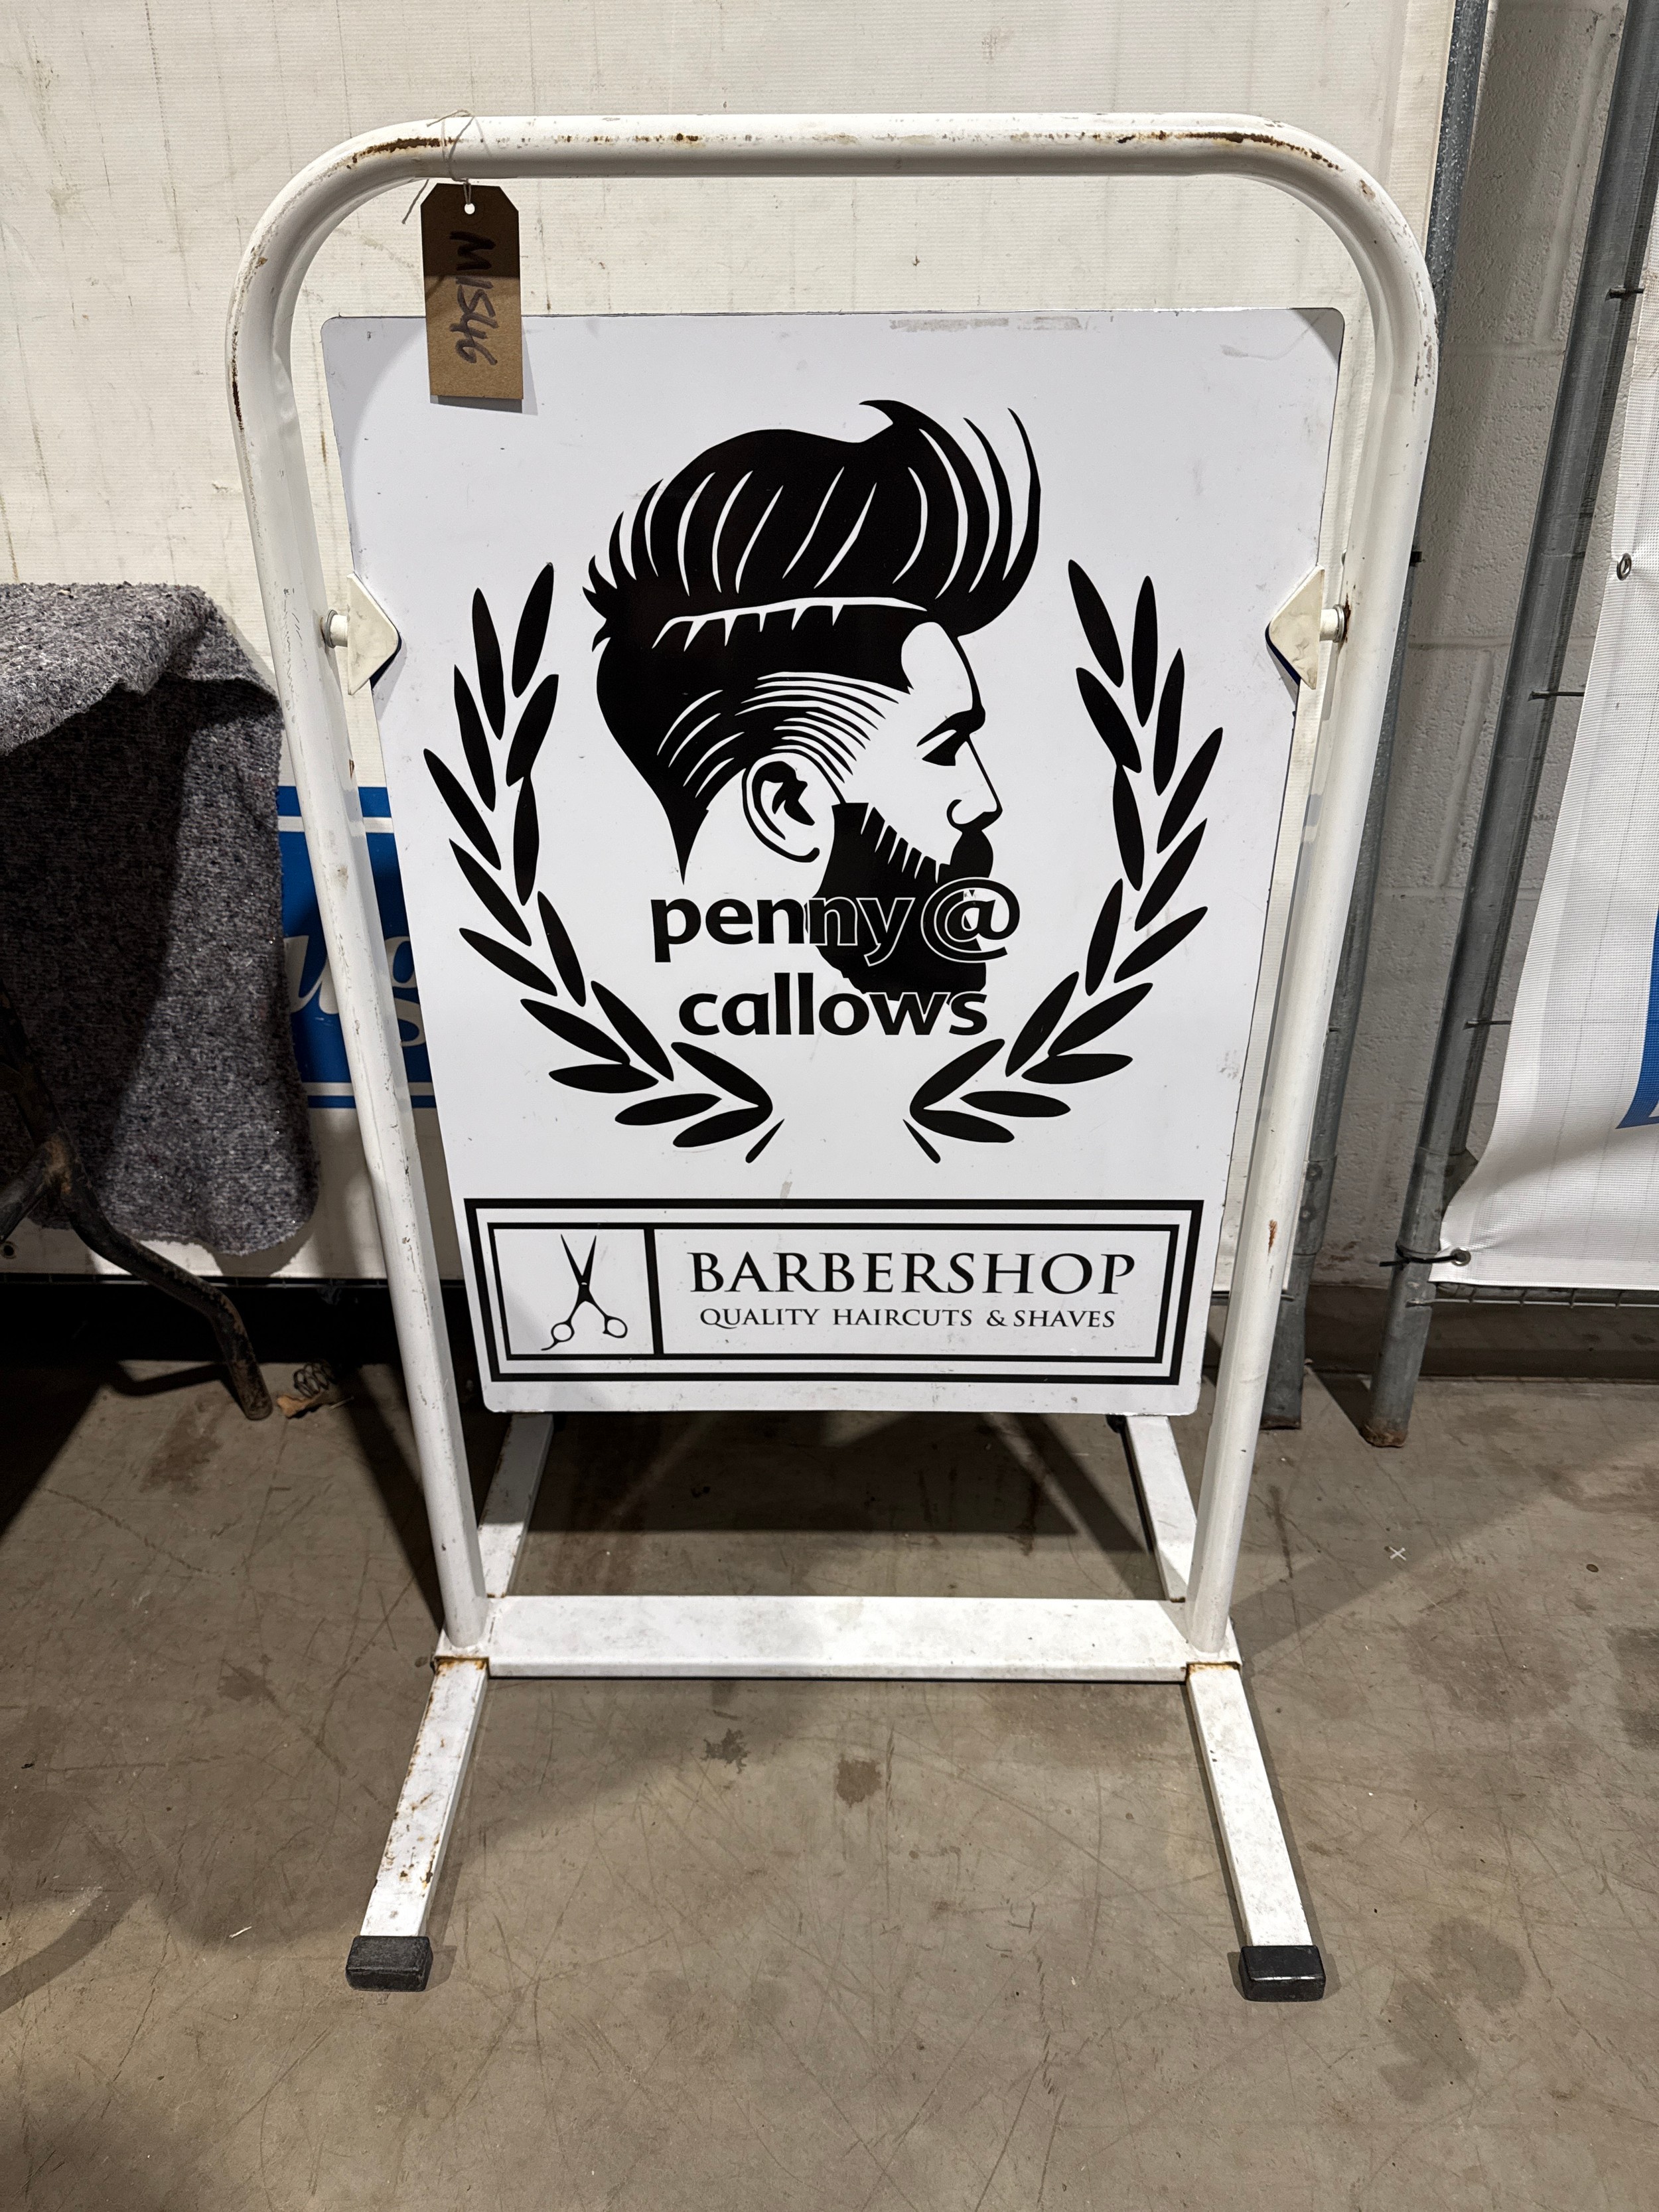 M1546
penny @
callows
BARBERSHOP
QUALITY HAIRCUTS & SHAVES